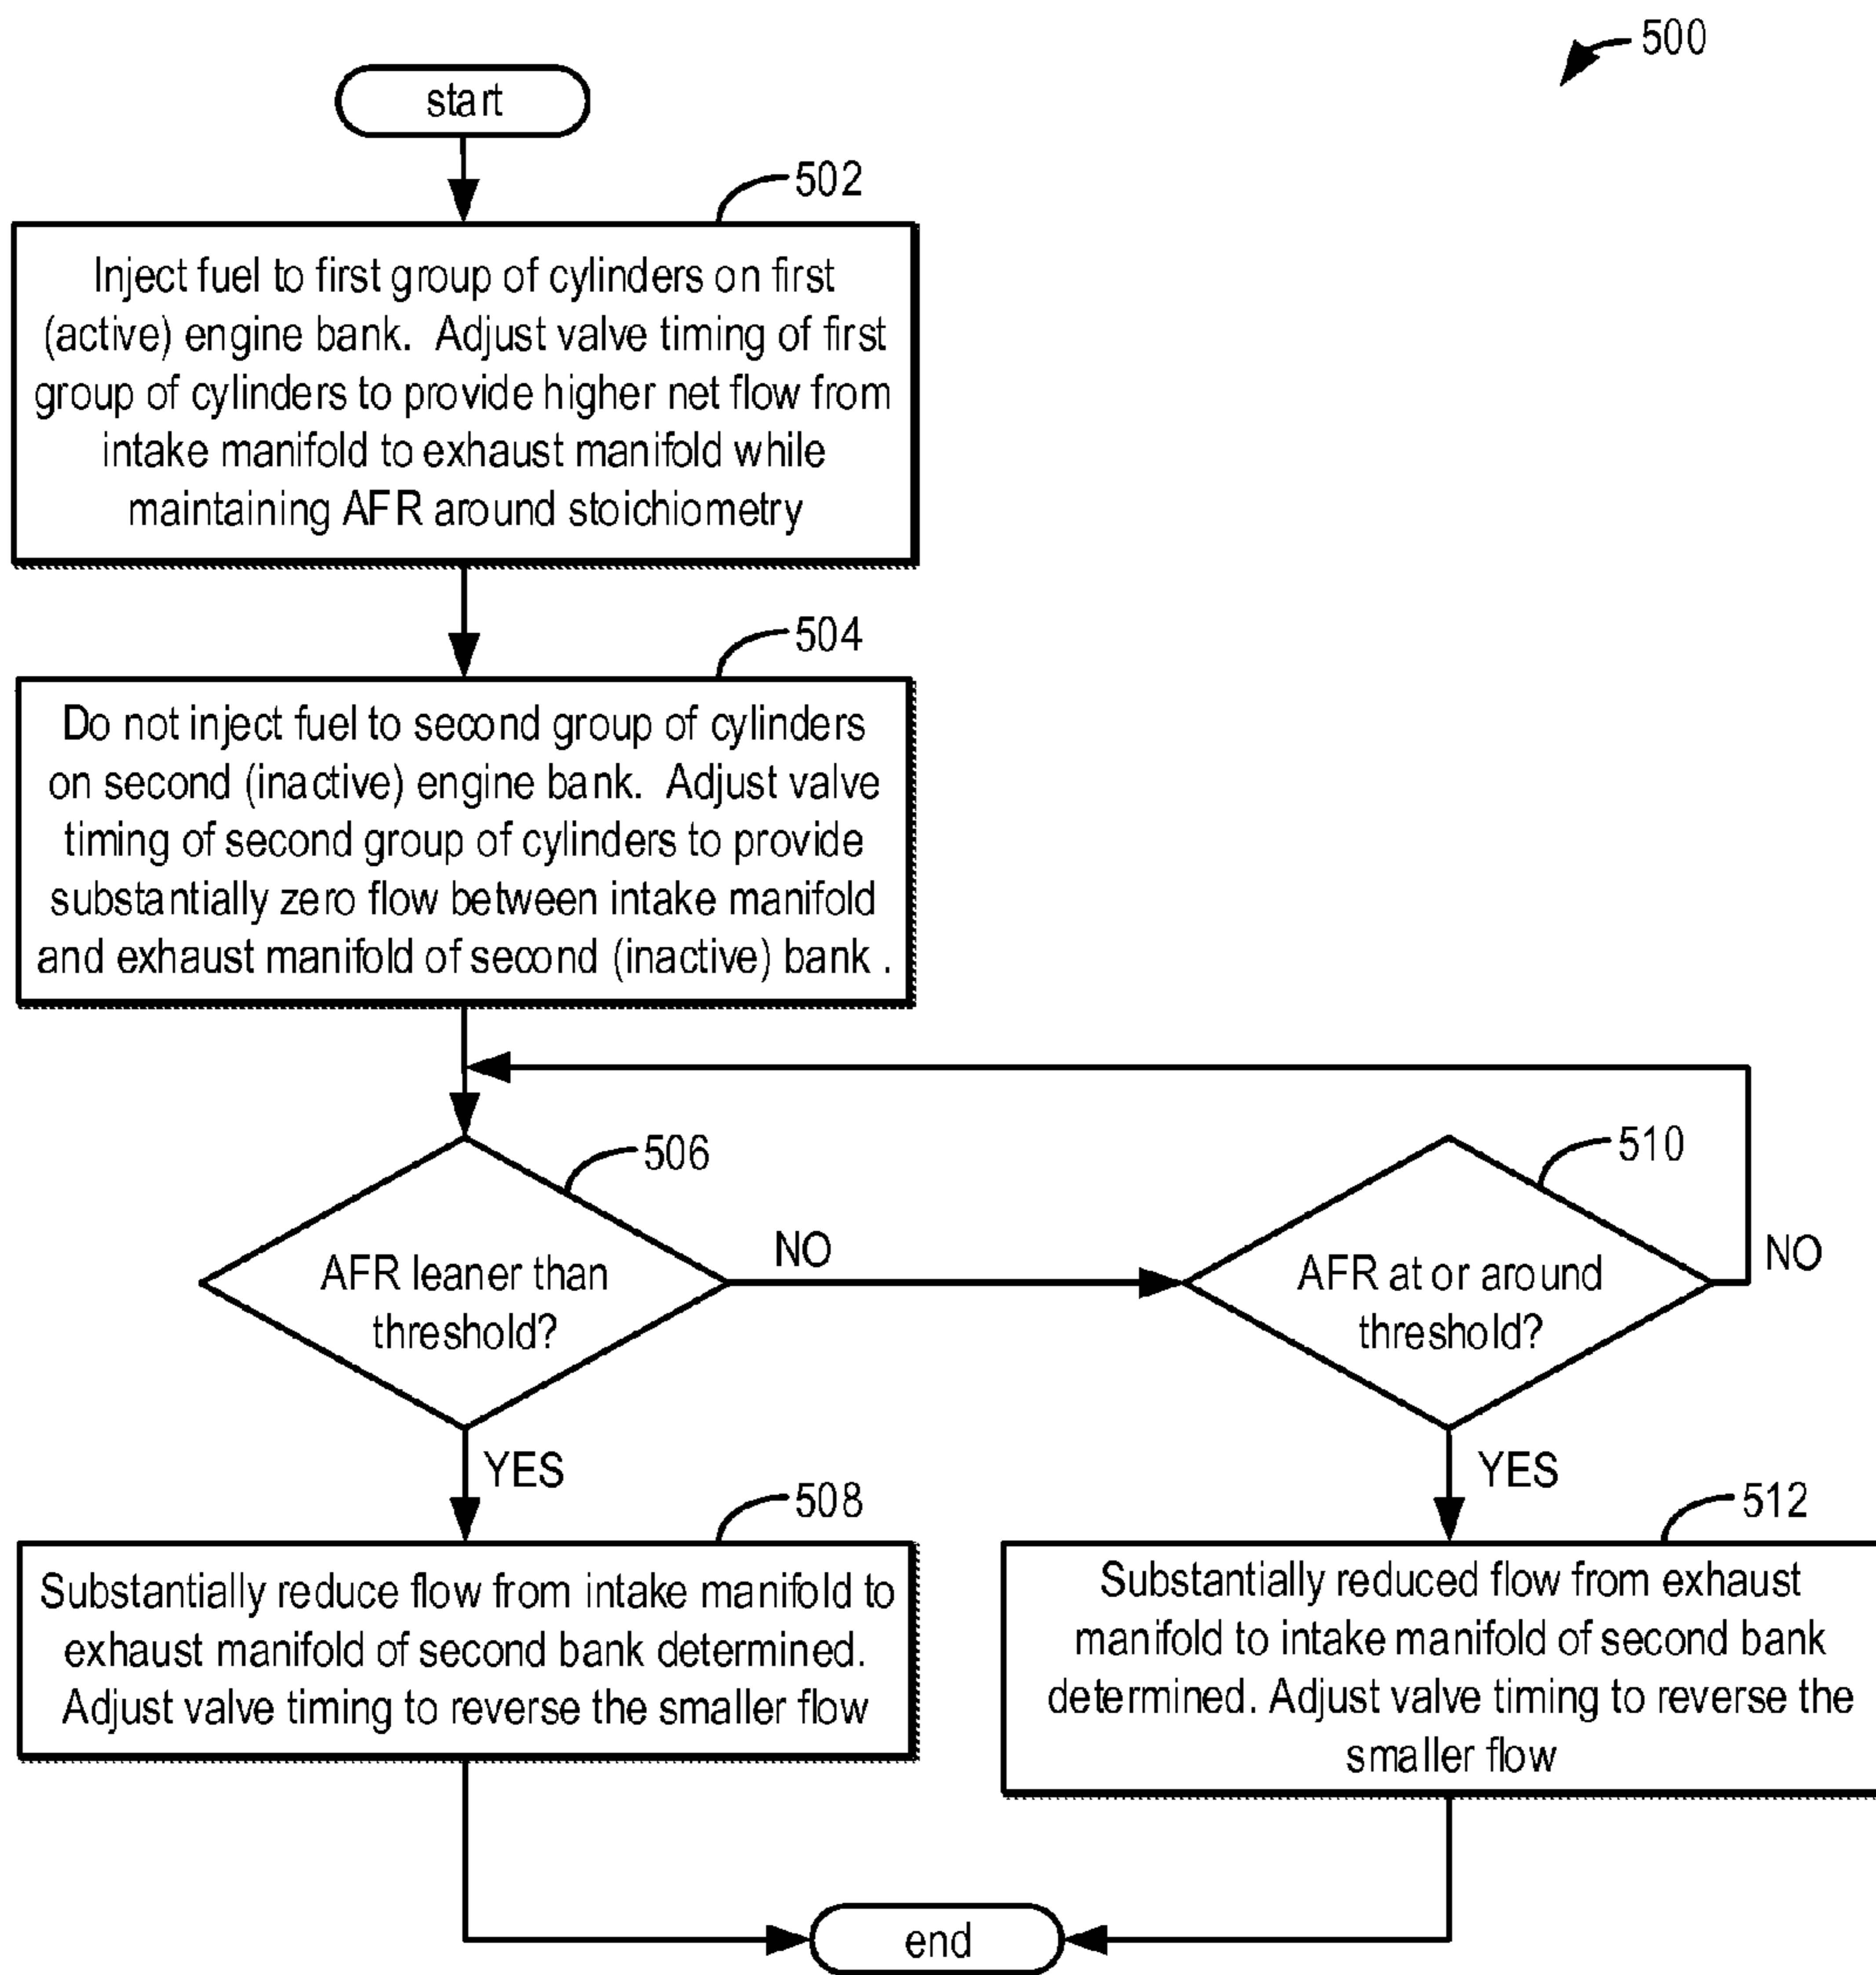 500
start
502
Inject fuel to first group of cylinders on first
(active) engine bank. Adjust valve timing of first
group of cylinders to provide higher net flow from
intake manifold to exhaust manifold while
maintaining AFR around stoichiometry
504
Do not inject fuel to second group of cylinders
on second (inactive) engine bank. Adjust valve
timing of second group of cylinders to provide
substantially zero flow between intake manifold
and exhaust manifold of second (inactive) bank .
506
AFR leaner than
threshold?
NO
510
AFR at or around
threshold?
NO
YES
508
Substantially reduce flow from intake manifold to
exhaust manifold of second bank determined.
Adjust valve timing to reverse the smaller flow
YES
512
Substantially reduced flow from exhaust
manifold to intake manifold of second bank
determined. Adjust valve timing to reverse the
smaller flow
end